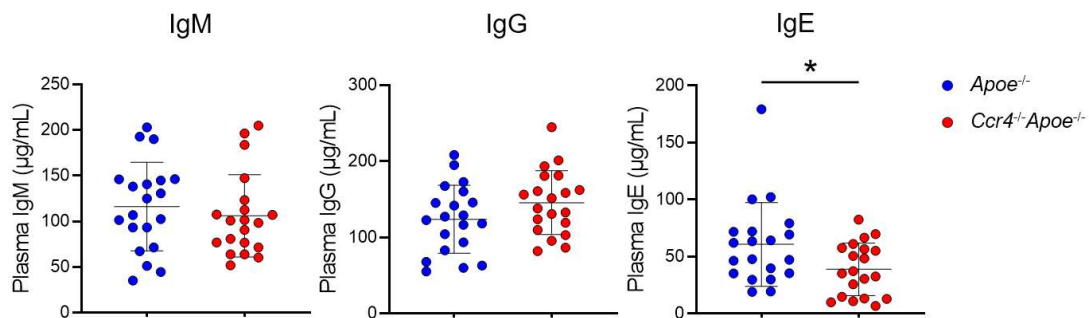 IgM
IgG
IgE
Plasma IgM (µg/mL)
250
200
150
100
50
0
Plasma IgG (µg/mL)
300
200
100
0
Plasma IgE (µg/mL)
200
150
100
50
0
*
Apoe⁻/⁻
Ccr4⁻/⁻Apoe⁻/⁻